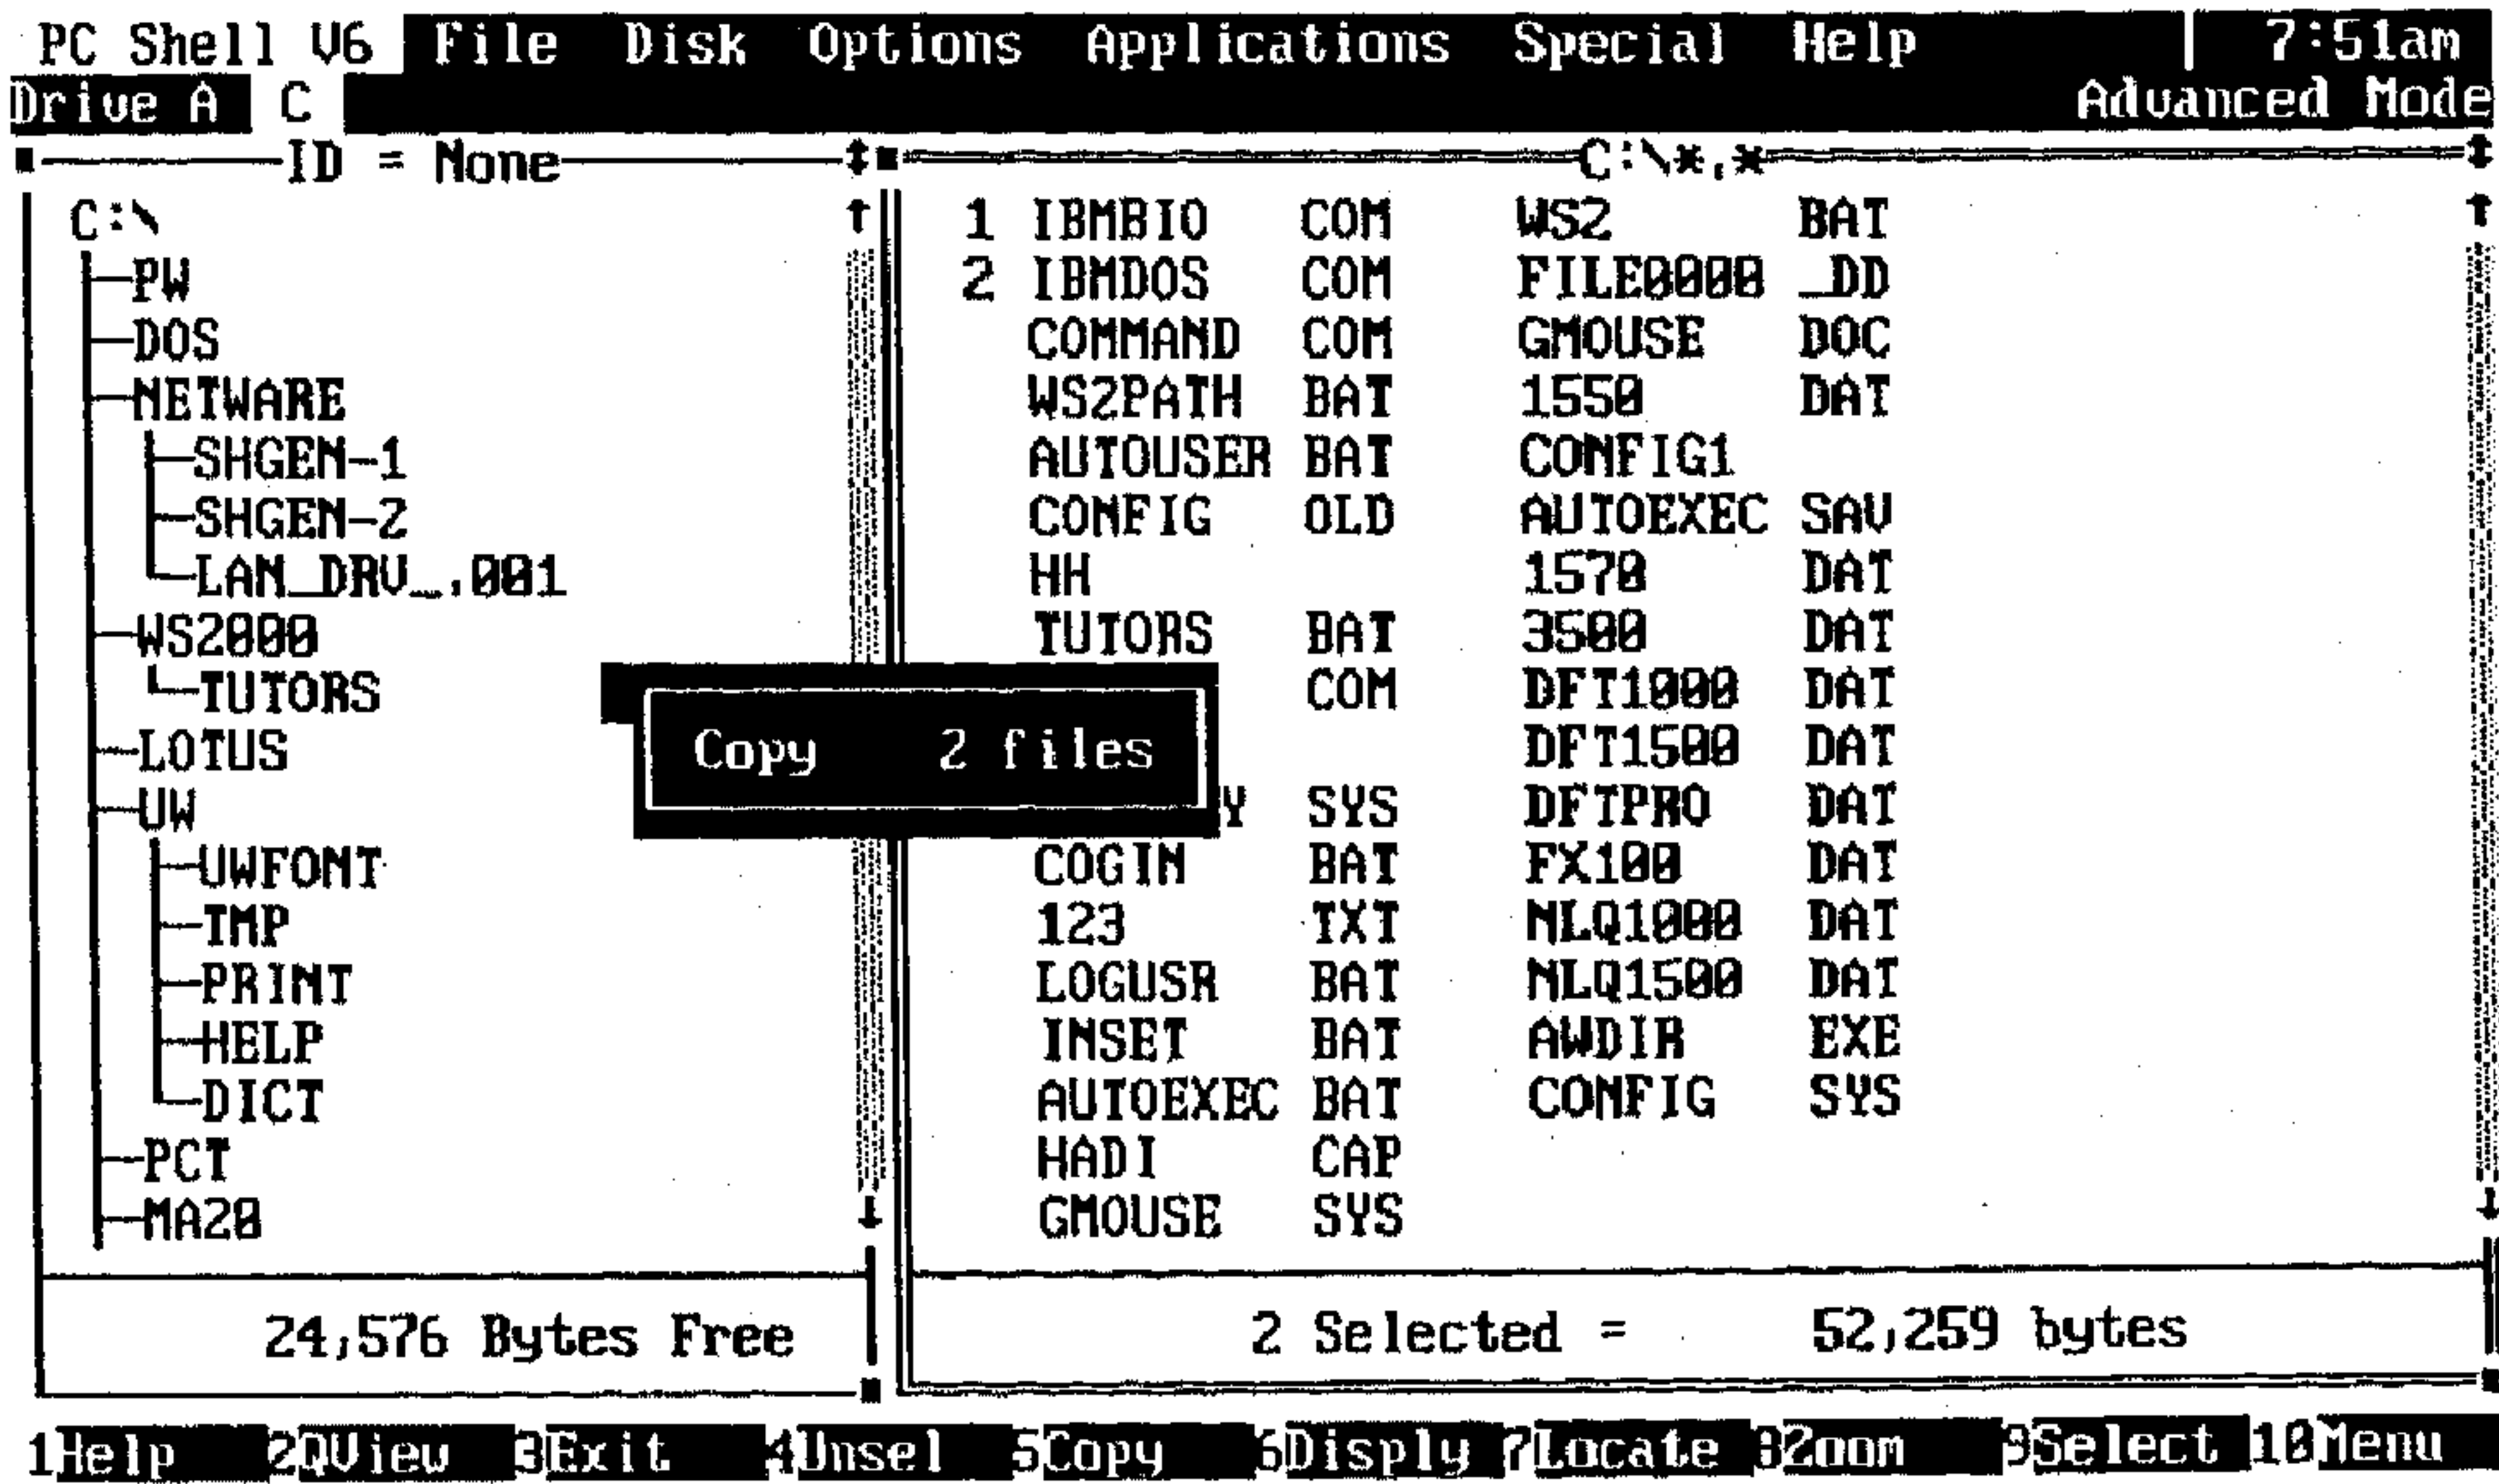 PC Shell V6 File Disk Options Applications Special Help 7:51am
Drive A C Advanced Mode
ID = None
C:\
PW
DOS
NETWARE
SHGEN-1
SHGEN-2
LAN_DRV_.001
WS2000
TUTORS
LOTUS
UW
UWFONT
TMP
PRINT
HELP
DICT
PCT
MA20
24,576 Bytes Free
C:\*.*
1 IBMBIO COM WS2 BAT
2 IBMDOS COM FILE0000 _DD
COMMAND COM GMOUSE DOC
WS2PATH BAT 1550 DAT
AUTOUSER BAT CONFIG1
CONFIG OLD AUTOEXEC SAV
HH 1570 DAT
TUTORS BAT 3500 DAT
COM DFT1000 DAT
DFT1500 DAT
Y SYS DFTPRO DAT
COGIN BAT FX100 DAT
123 TXT NLQ1000 DAT
LOGUSR BAT NLQ1500 DAT
INSET BAT AWDIR EXE
AUTOEXEC BAT CONFIG SYS
HADI CAP
GMOUSE SYS
2 Selected = 52,259 bytes
Copy 2 files
1Help 2QView 3Exit 4Unsel 5Copy 6Disply 7Locate 8Zoom 9Select 10Menu